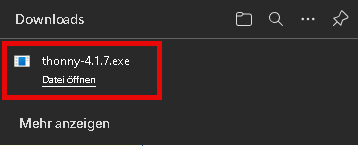 Downloads
thonny-4.1.7.exe
Datei öffnen
Mehr anzeigen